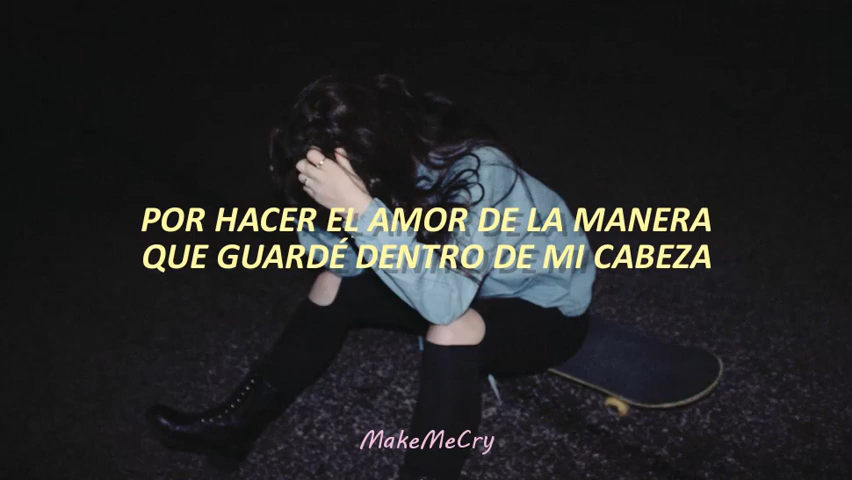 POR HACER EL AMOR DE LA MANERA
QUE GUARDÉ DENTRO DE MI CABEZA
MakeMeCry